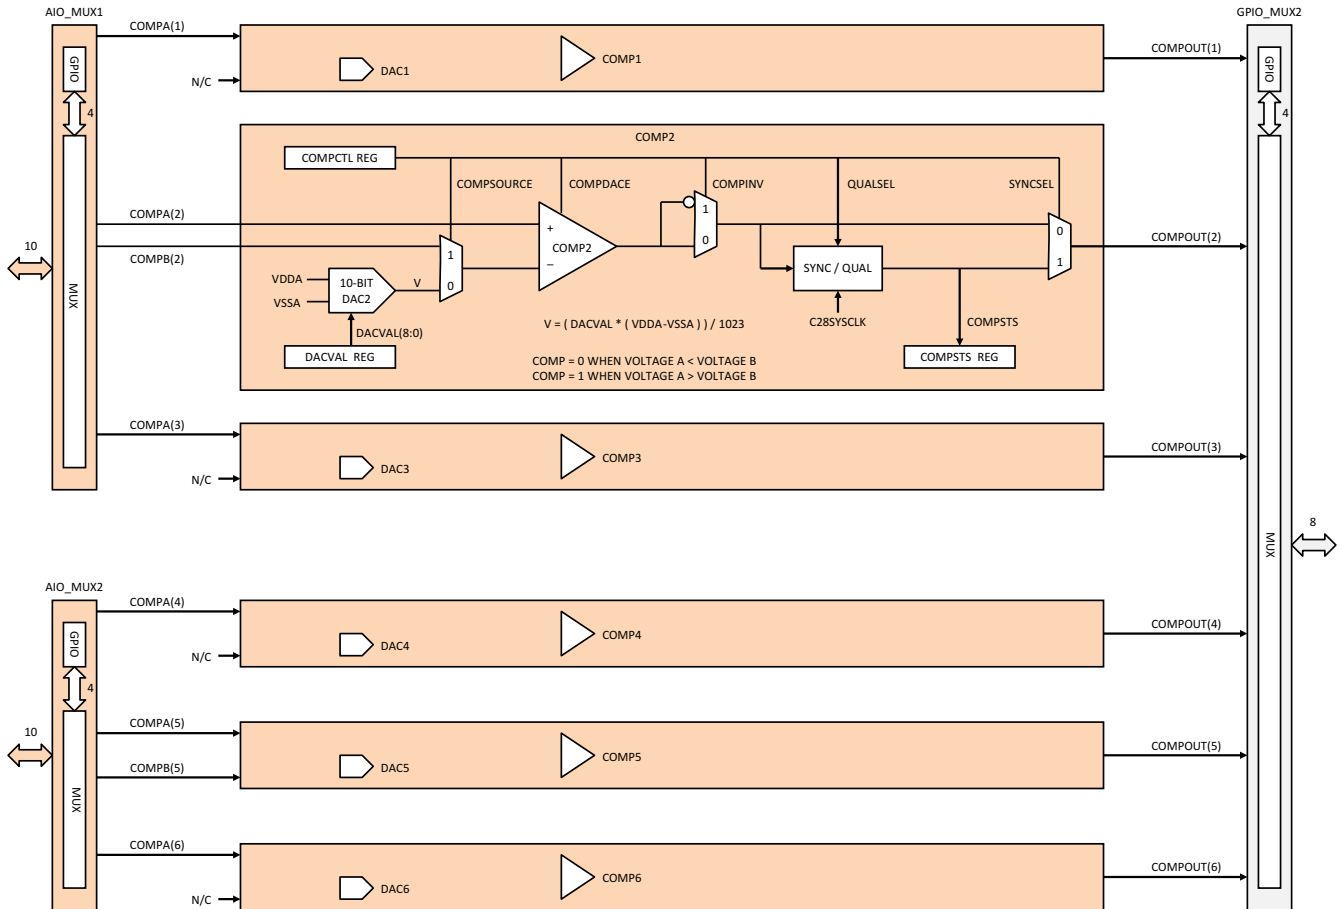 AIO_MUX1
GPIO_MUX2
COMPA(1)
GPIO
4
N/C
DAC1
COMP1
COMPOUT(1)
GPIO
4
COMP2
COMPCTL REG
COMPSOURCE
COMPDACE
COMPINV
QUALSEL
SYNCSEL
COMPA(2)
COMPB(2)
10
MUX
1
0
+
–
COMP2
1
0
SYNC / QUAL
0
1
COMPOUT(2)
VDDA
VSSA
10-BIT
DAC2
V
DACVAL(8:0)
DACVAL REG
V = ( DACVAL * ( VDDA-VSSA ) ) / 1023
C28SYSCLK
COMPSTS
COMPSTS REG
COMP = 0 WHEN VOLTAGE A < VOLTAGE B
COMP = 1 WHEN VOLTAGE A > VOLTAGE B
COMPA(3)
N/C
DAC3
COMP3
COMPOUT(3)
MUX
8
AIO_MUX2
COMPA(4)
GPIO
4
N/C
DAC4
COMP4
COMPOUT(4)
10
MUX
COMPA(5)
COMPB(5)
DAC5
COMP5
COMPOUT(5)
COMPA(6)
N/C
DAC6
COMP6
COMPOUT(6)